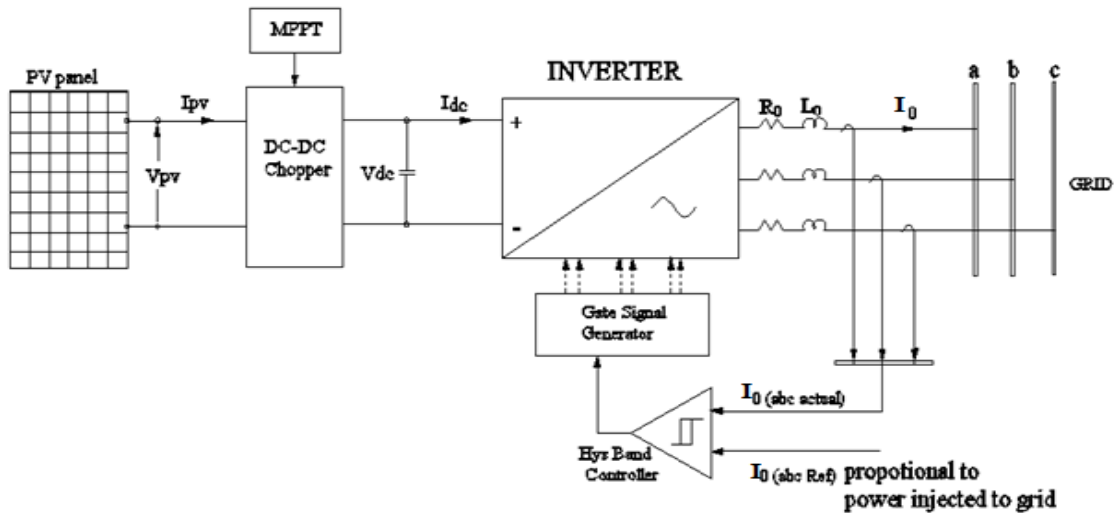 MPPT
PV panel
Ipv
Vpv
DC-DC
Chopper
Idc
Vdc
INVERTER
+
-
R0
L0
I0
a
b
c
GRID
Gate Signal
Generator
I0 (abc actual)
Hys Band
Controller
I0 (abc Ref)
propotional to
power injected to grid